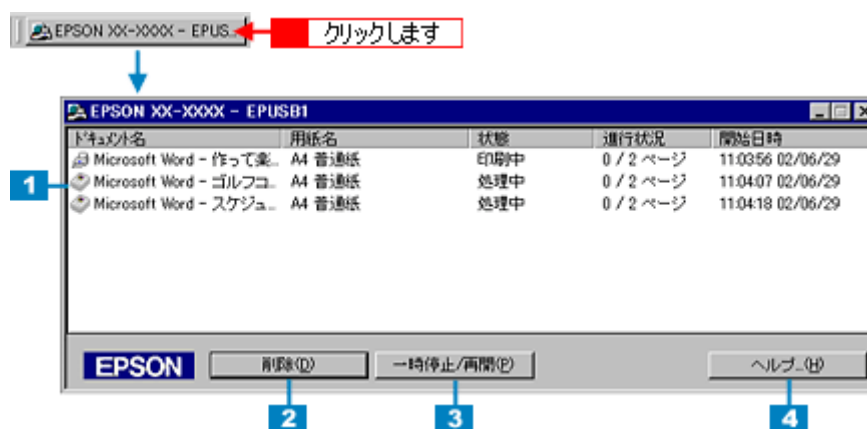 EPSON XX-XXXX - EPUS...
クリックします
EPSON XX-XXXX - EPUSB1
ドキュメント名 用紙名 状態 進行状況 開始日時
Microsoft Word - 作って楽... A4 普通紙 印刷中 0 / 2 ページ 11:03:56 02/06/29
1
Microsoft Word - ゴルフコ... A4 普通紙 処理中 0 / 2 ページ 11:04:07 02/06/29
Microsoft Word - スケジュ... A4 普通紙 処理中 0 / 2 ページ 11:04:18 02/06/29
EPSON 削除(D) 一時停止/再開(P) ヘルプ...(H)
2 3 4